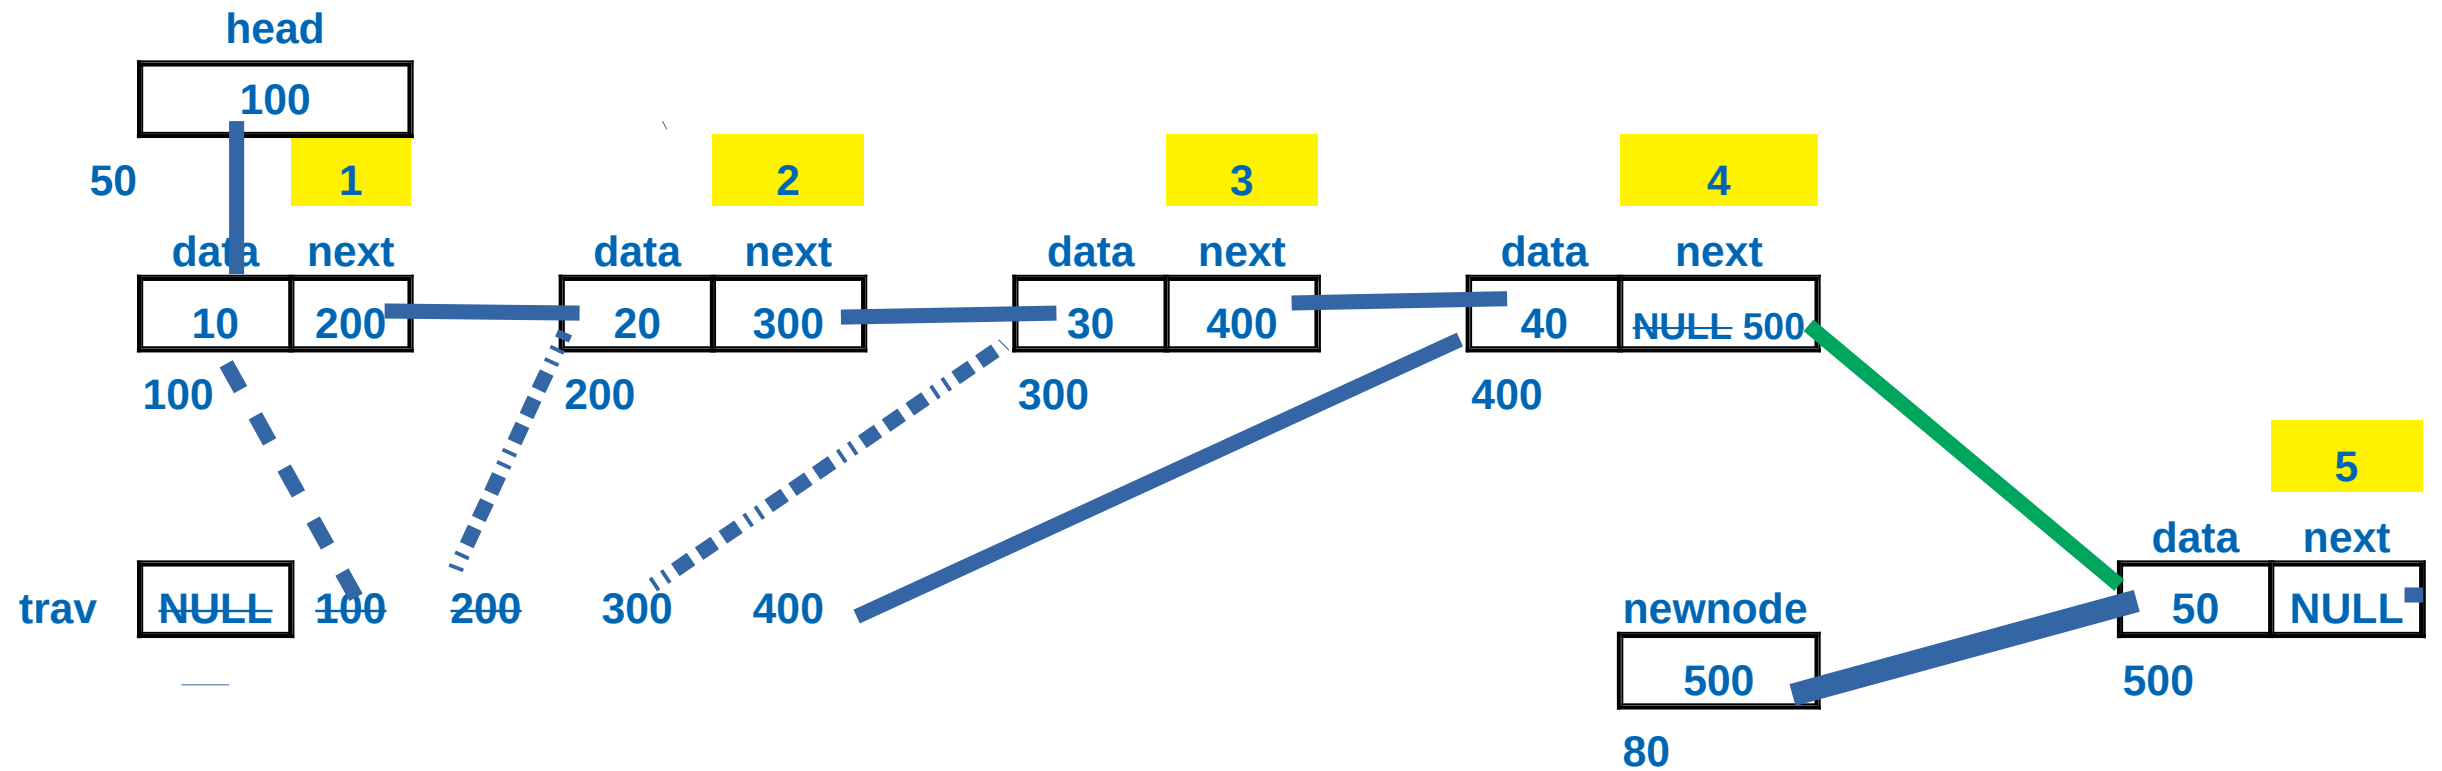 head
100
50 1 2 3 4
data next data next data next data next
10 200 20 300 30 400 40 NULL 500
100 200 300 400
5
data next
trav NULL 100 200 300 400 newnode 50 NULL
500 500
80